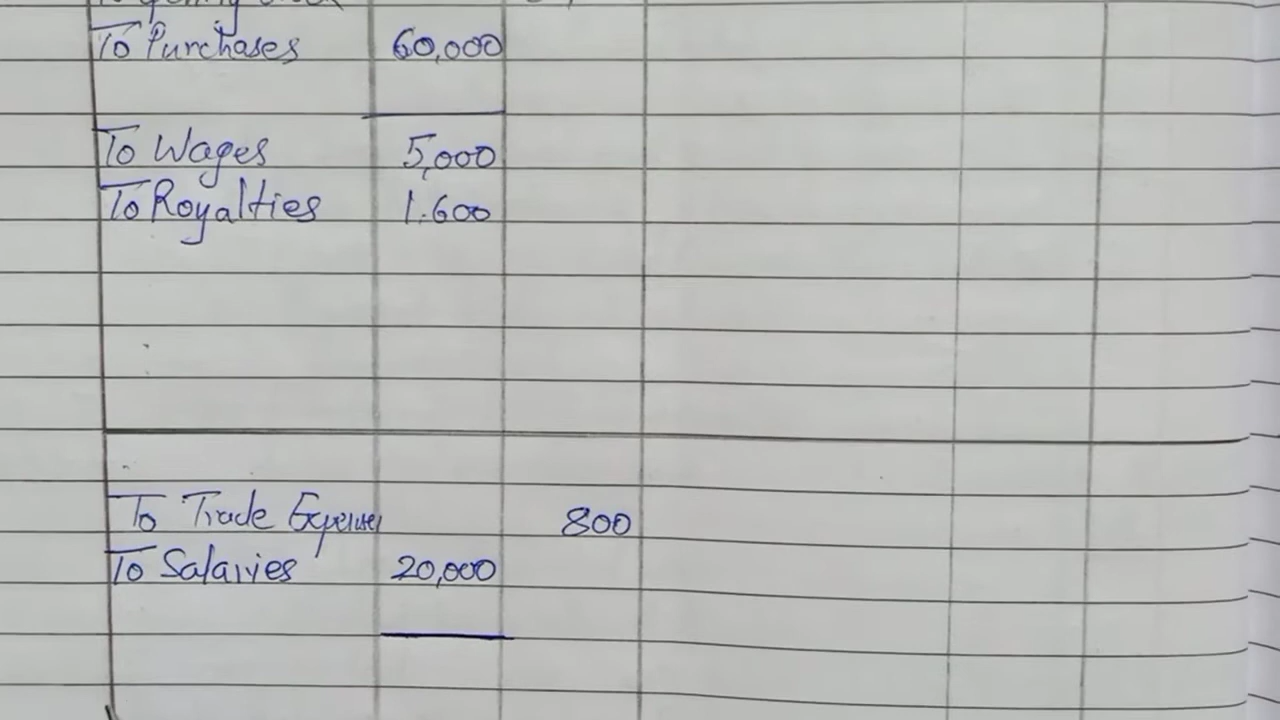 To Purchases 60,000
To Wages 5,000
To Royalties 1.600
To Trade Expenses 800
To Salaries 20,000